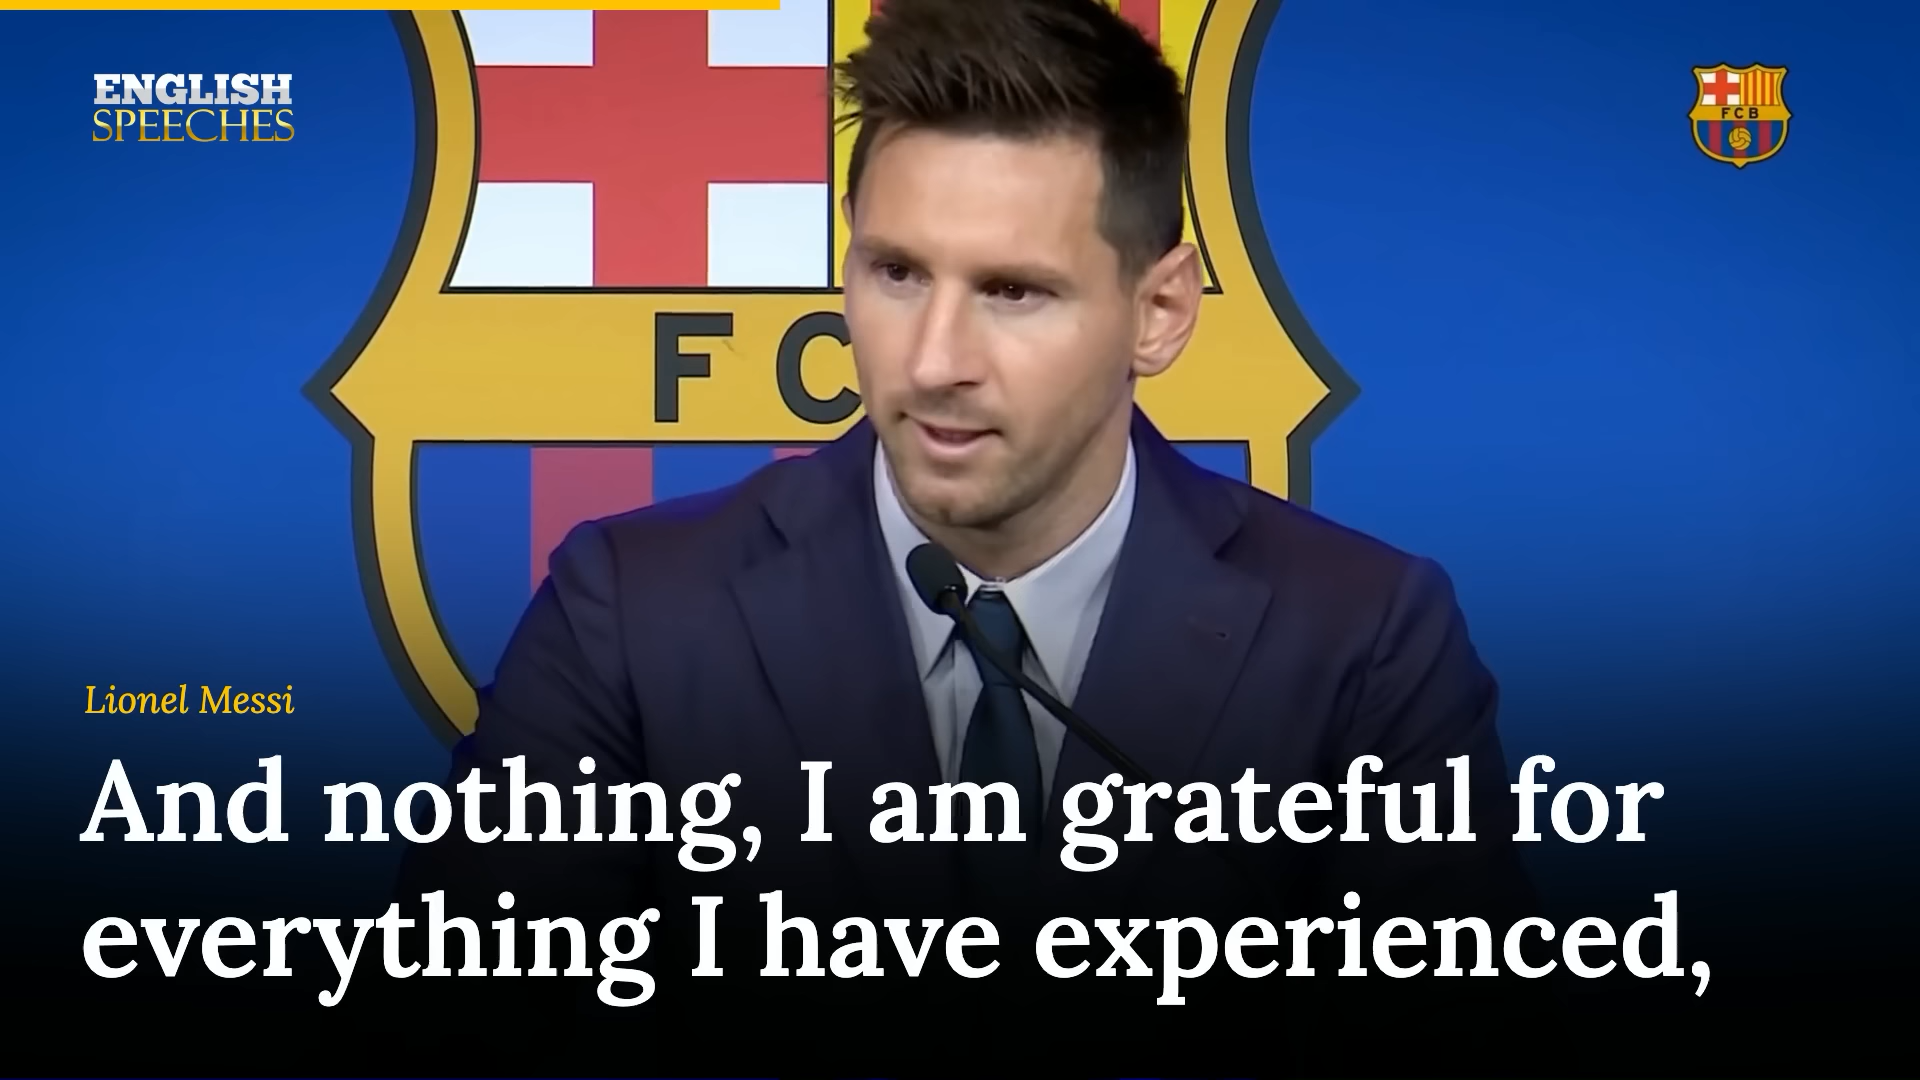 ENGLISH
SPEECHES
FCB
F C
Lionel Messi
And nothing, I am grateful for
everything I have experienced,